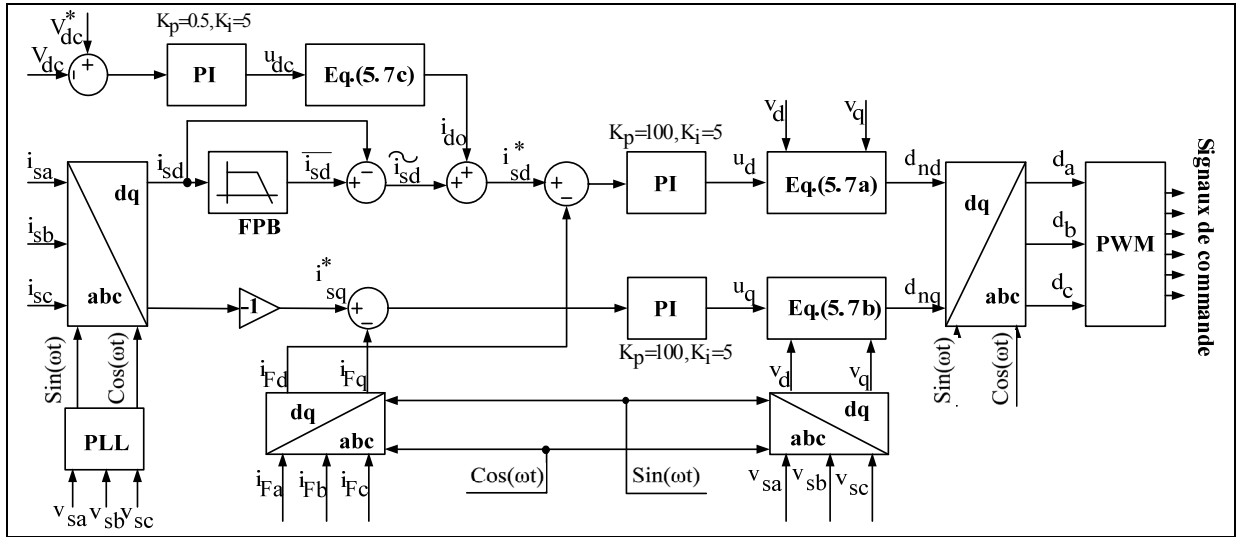 V*dc
Kp=0.5,Ki=5
Vdc
+
-
PI
udc
Eq.(5.7c)
ido
Kp=100,Ki=5
vd
vq
isa
isd
isd
+
−
isd
+
+
i*sd
+
−
PI
ud
Eq.(5.7a)
dnd
da
dq
FPB
isb
dq
db
PWM
abc
isc
-1
i*sq
+
−
PI
uq
Eq.(5.7b)
dnq
abc
dc
Kp=100,Ki=5
Signaux de commande
Sin(ωt)
Cos(ωt)
iFd
iFq
vd
vq
Sin(ωt)
Cos(ωt)
PLL
dq
abc
dq
abc
Cos(ωt)
Sin(ωt)
vsa
vsb
vsc
iFa
iFb
iFc
vsa
vsb
vsc